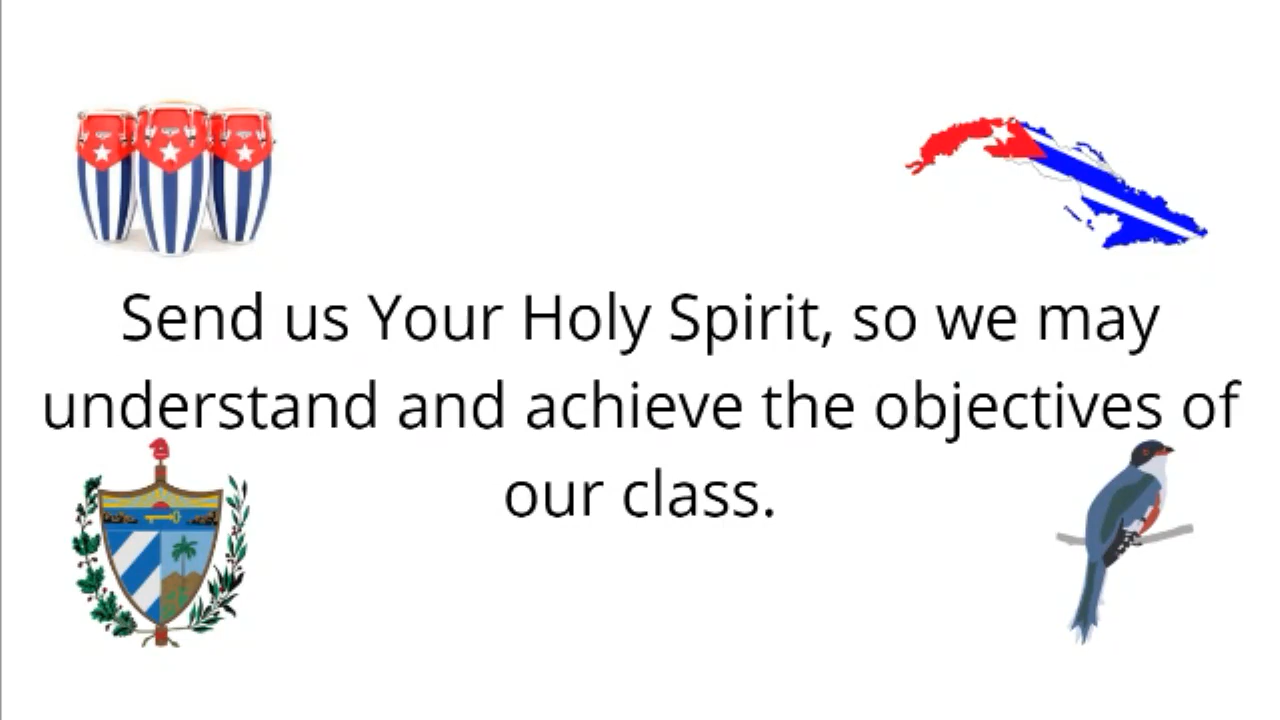 Send us Your Holy Spirit, so we may
understand and achieve the objectives of
our class.